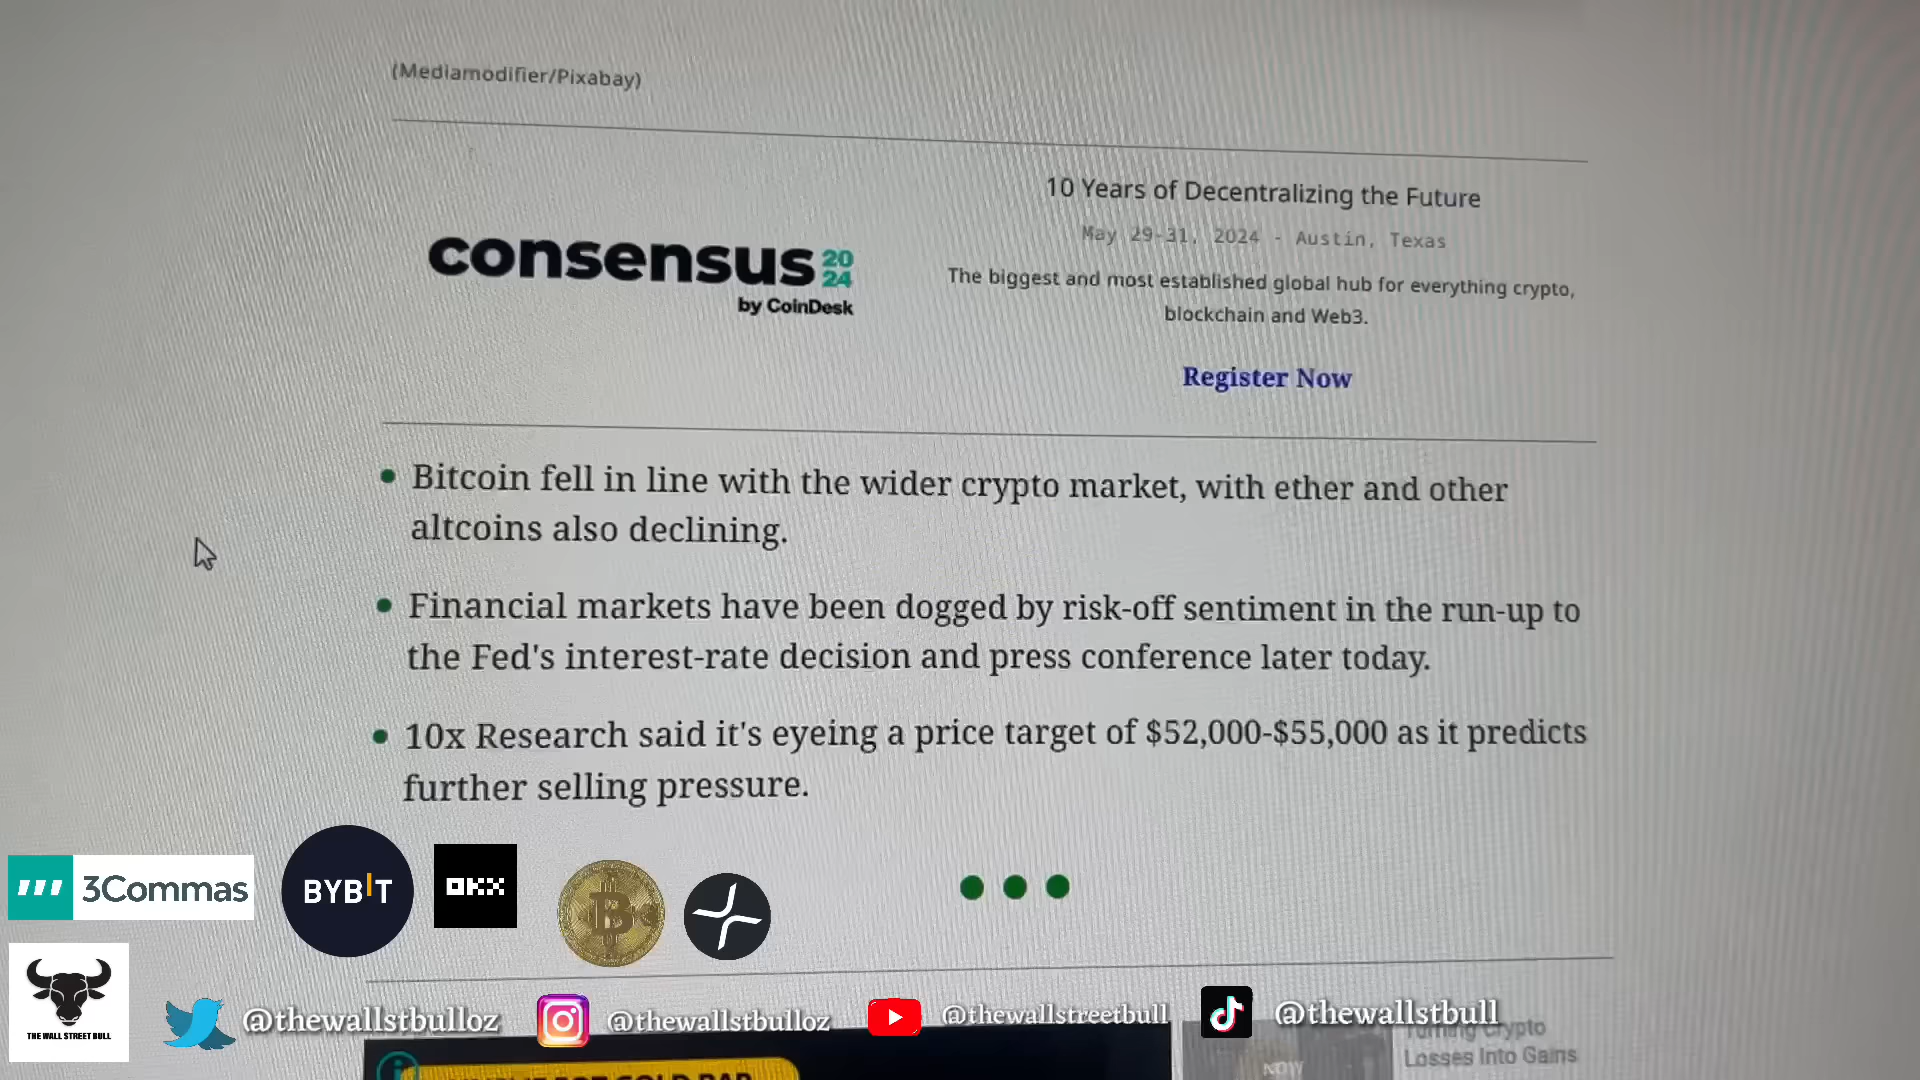 (Mediamodifier/Pixabay)
consensus 20
24
by CoinDesk
10 Years of Decentralizing the Future
May 29-31, 2024 - Austin, Texas
The biggest and most established global hub for everything crypto,
blockchain and Web3.
Register Now
Bitcoin fell in line with the wider crypto market, with ether and other
altcoins also declining.
Financial markets have been dogged by risk-off sentiment in the run-up to
the Fed's interest-rate decision and press conference later today.
10x Research said it's eyeing a price target of $52,000-$55,000 as it predicts
further selling pressure.
3Commas
BYBIT
OKX
THE WALL STREET BULL
@thewallstbulloz
@thewallstbulloz
@thewallstreetbull
@thewallstbull
Turning Crypto
Losses Into Gains
NOW